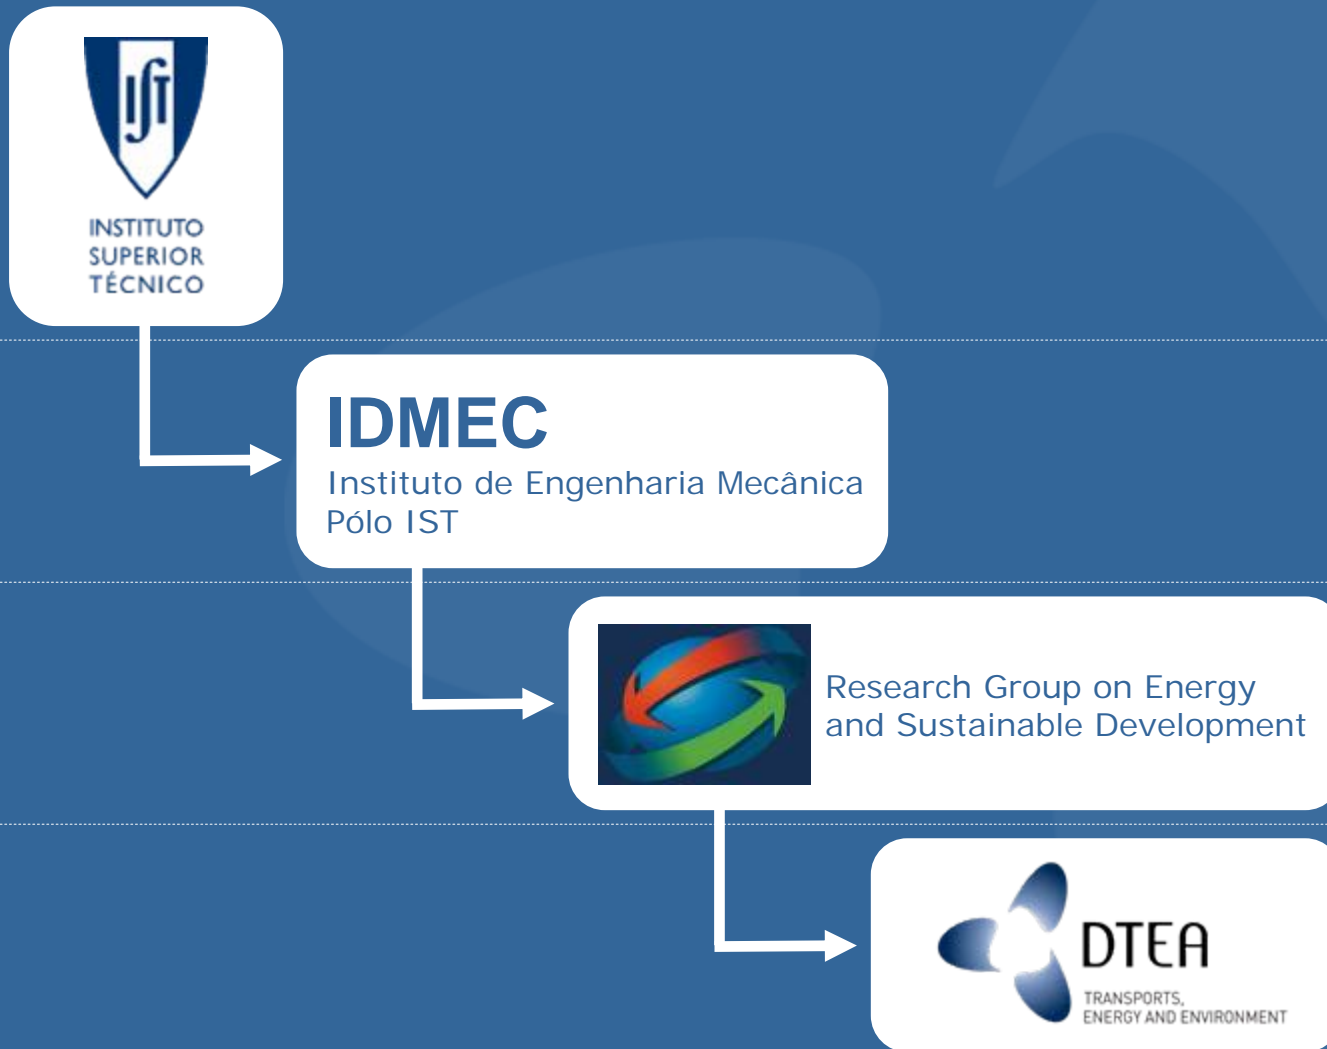 IST
INSTITUTO
SUPERIOR
TÉCNICO
IDMEC
Instituto de Engenharia Mecânica
Pólo IST
Research Group on Energy
and Sustainable Development
DTEA
TRANSPORTS,
ENERGY AND ENVIRONMENT